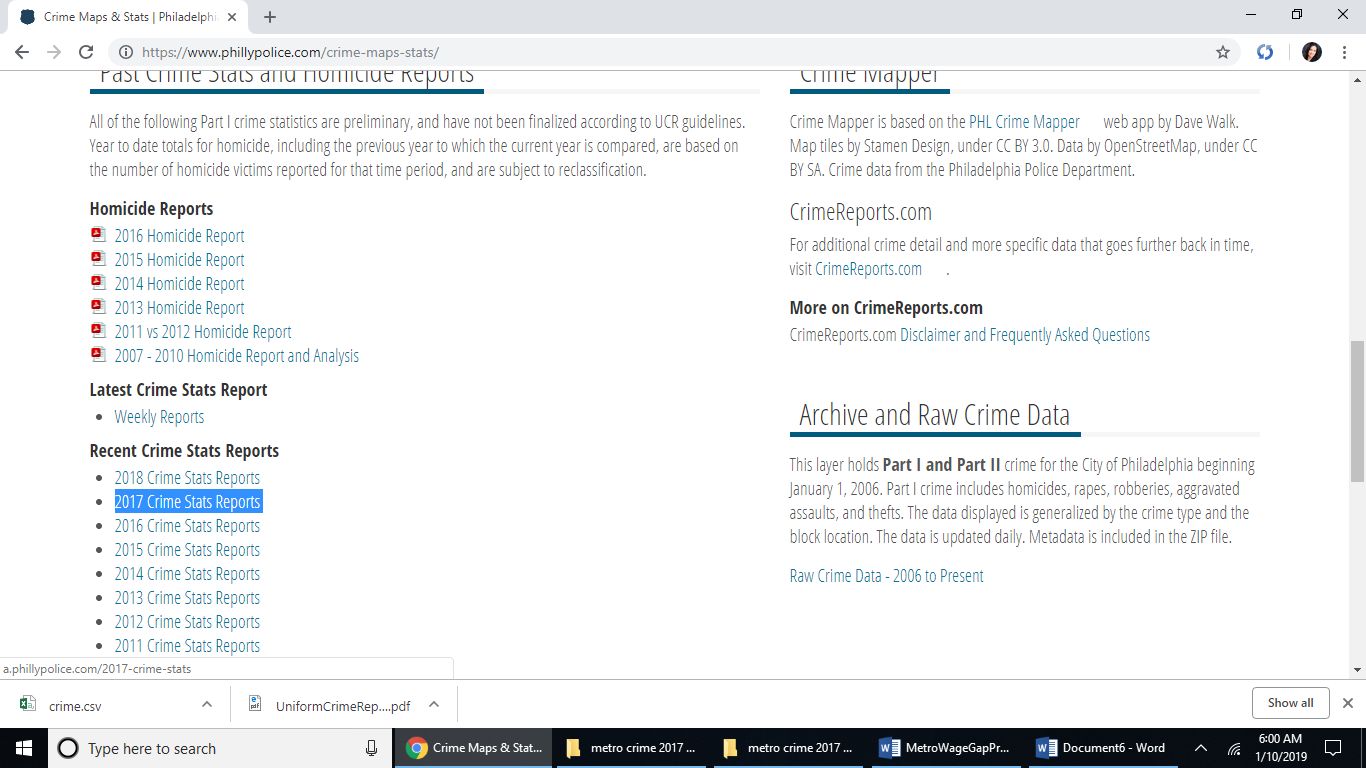 Crime Maps & Stats | Philadelphi
https://www.phillypolice.com/crime-maps-stats/
Past Crime Stats and Homicide Reports
All of the following Part I crime statistics are preliminary, and have not been finalized according to UCR guidelines.
Year to date totals for homicide, including the previous year to which the current year is compared, are based on
the number of homicide victims reported for that time period, and are subject to reclassification.
Homicide Reports
2016 Homicide Report
2015 Homicide Report
2014 Homicide Report
2013 Homicide Report
2011 vs 2012 Homicide Report
2007 - 2010 Homicide Report and Analysis
Latest Crime Stats Report
• Weekly Reports
Recent Crime Stats Reports
• 2018 Crime Stats Reports
• 2017 Crime Stats Reports
• 2016 Crime Stats Reports
• 2015 Crime Stats Reports
• 2014 Crime Stats Reports
• 2013 Crime Stats Reports
• 2012 Crime Stats Reports
• 2011 Crime Stats Reports
Crime Mapper
Crime Mapper is based on the PHL Crime Mapper web app by Dave Walk.
Map tiles by Stamen Design, under CC BY 3.0. Data by OpenStreetMap, under CC
BY SA. Crime data from the Philadelphia Police Department.
CrimeReports.com
For additional crime detail and more specific data that goes further back in time,
visit CrimeReports.com .
More on CrimeReports.com
CrimeReports.com Disclaimer and Frequently Asked Questions
Archive and Raw Crime Data
This layer holds Part I and Part II crime for the City of Philadelphia beginning
January 1, 2006. Part I crime includes homicides, rapes, robberies, aggravated
assaults, and thefts. The data displayed is generalized by the crime type and the
block location. The data is updated daily. Metadata is included in the ZIP file.
Raw Crime Data - 2006 to Present
a.phillypolice.com/2017-crime-stats
crime.csv
UniformCrimeRep....pdf
Show all
Type here to search
Crime Maps & Stat...
metro crime 2017 ...
metro crime 2017 ...
MetroWageGapPr...
Document6 - Word
6:00 AM
1/10/2019